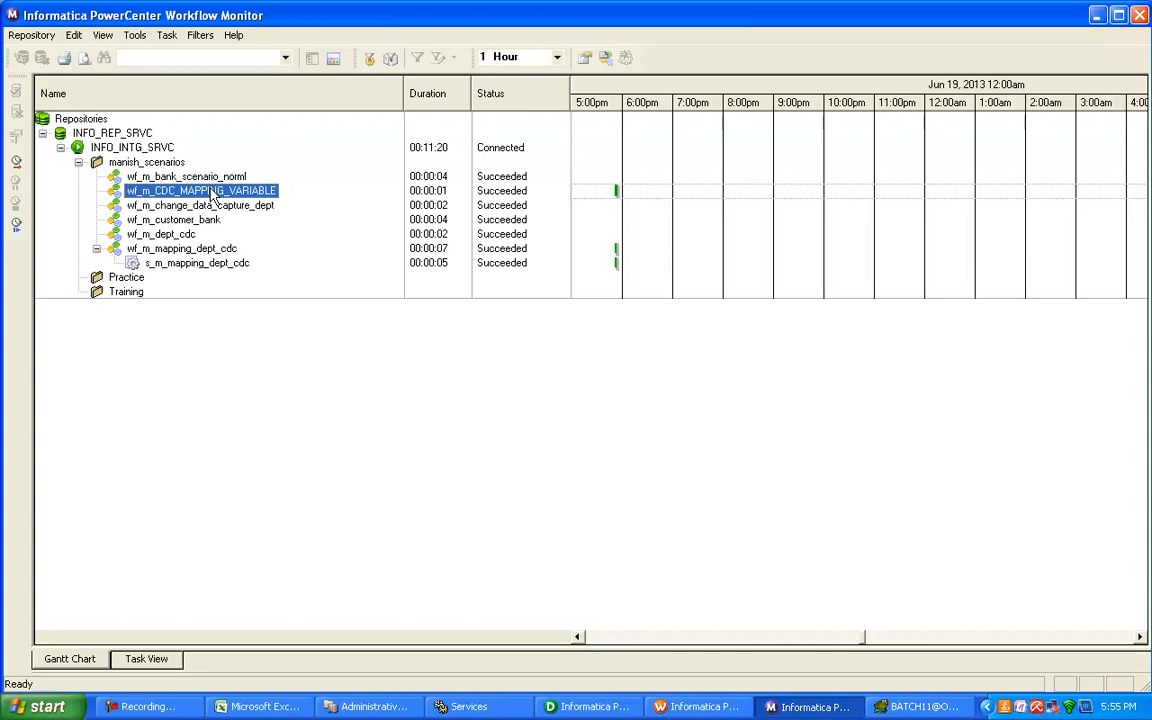 Informatica PowerCenter Workflow Monitor
Repository Edit View Tools Task Filters Help
1 Hour
Name Duration Status Jun 19, 2013 12:00am
5:00pm 6:00pm 7:00pm 8:00pm 9:00pm 10:00pm 11:00pm 12:00am 1:00am 2:00am 3:00am 4:00
Repositories
INFO_REP_SRVC
INFO_INTG_SRVC 00:11:20 Connected
manish_scenarios
wf_m_bank_scenario_norml 00:00:04 Succeeded
wf_m_CDC_MAPPING_VARIABLE 00:00:01 Succeeded
wf_m_change_data_capture_dept 00:00:02 Succeeded
wf_m_customer_bank 00:00:04 Succeeded
wf_m_dept_cdc 00:00:02 Succeeded
wf_m_mapping_dept_cdc 00:00:07 Succeeded
s_m_mapping_dept_cdc 00:00:05 Succeeded
Practice
Training
Gantt Chart Task View
Ready
start Recording... Microsoft Exc... Administrativ... Services Informatica P... Informatica P... Informatica P... BATCH11@O... 5:55 PM